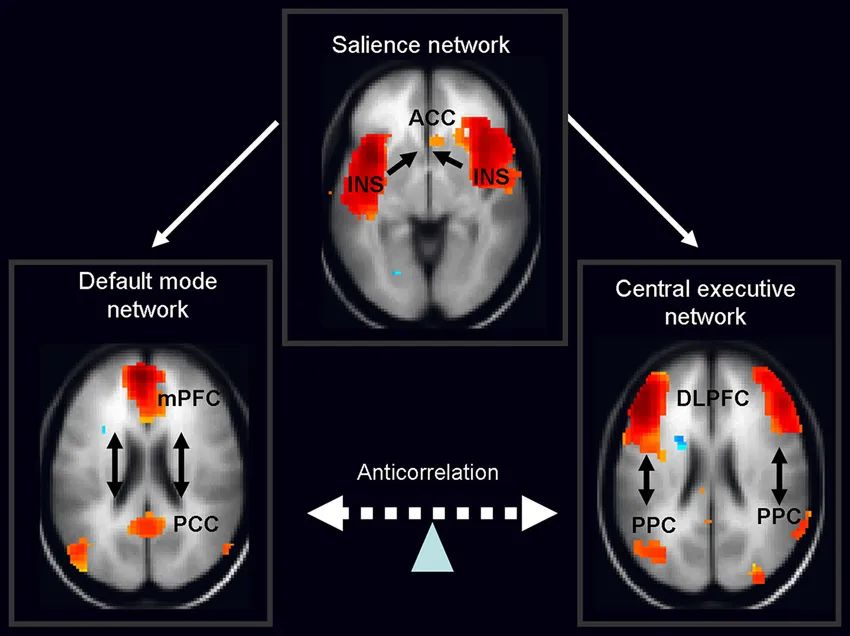 Salience network
ACC
INS
INS
Default mode
network
mPFC
PCC
Anticorrelation
Central executive
network
DLPFC
PPC
PPC